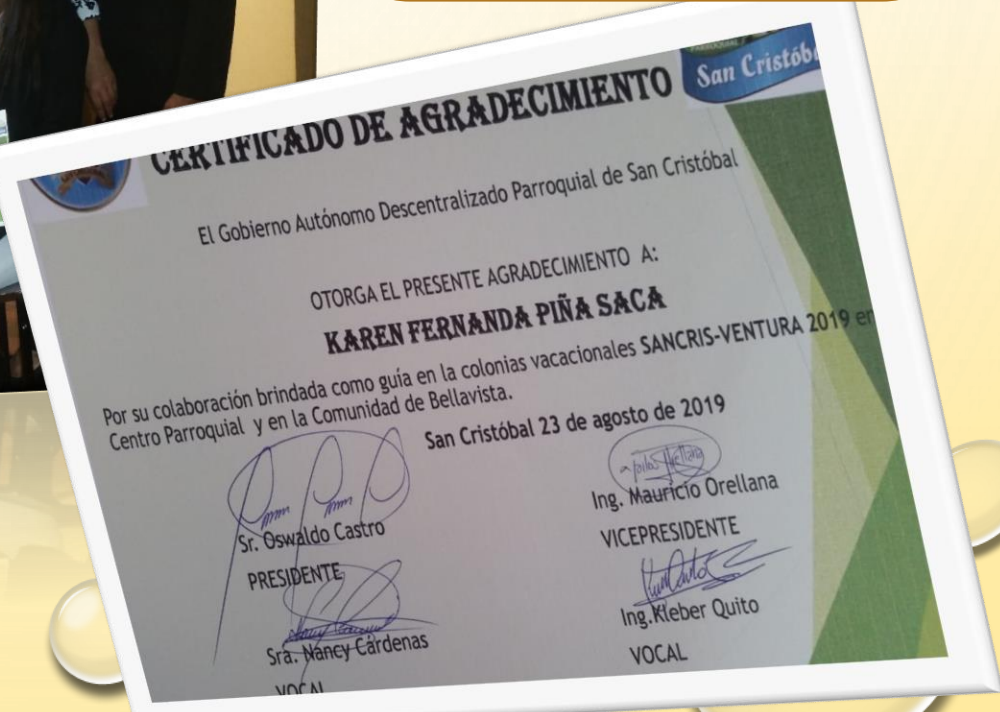 San Cristób
CERTIFICADO DE AGRADECIMIENTO
El Gobierno Autónomo Descentralizado Parroquial de San Cristóbal
OTORGA EL PRESENTE AGRADECIMIENTO A:
KAREN FERNANDA PIÑA SACA
Por su colaboración brindada como guía en la colonias vacacionales SANCRIS-VENTURA 2019 en
Centro Parroquial y en la Comunidad de Bellavista.
San Cristóbal 23 de agosto de 2019
Sr. Oswaldo Castro
PRESIDENTE
Ing. Mauricio Orellana
VICEPRESIDENTE
Sra. Nancy Cárdenas
VOCAL
Ing.Kleber Quito
VOCAL